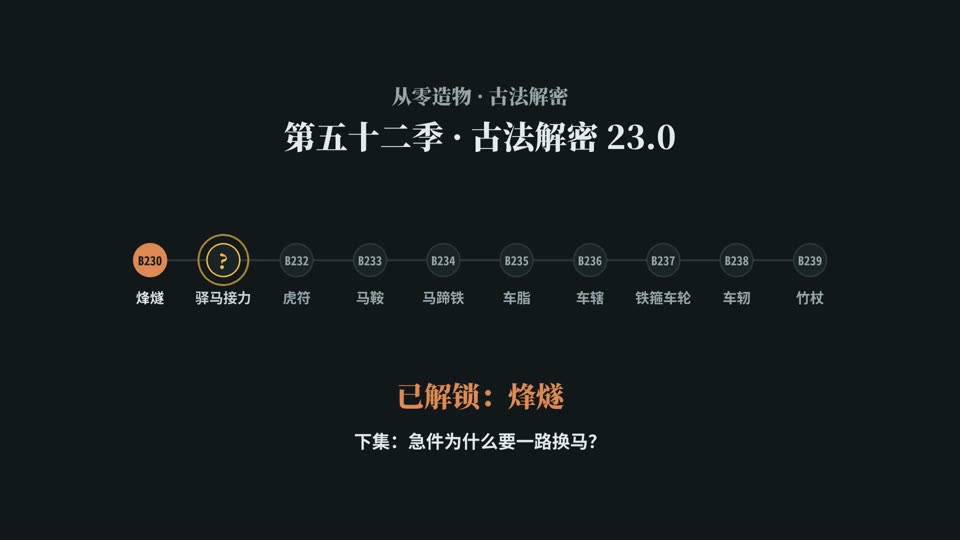 从零造物 · 古法解密
第五十二季 · 古法解密 23.0
B230 ? B232 B233 B234 B235 B236 B237 B238 B239
烽燧 驿马接力 虎符 马鞍 马蹄铁 车脂 车辖 铁箍车轮 车轫 竹杖
已解锁：烽燧
下集：急件为什么要一路换马？